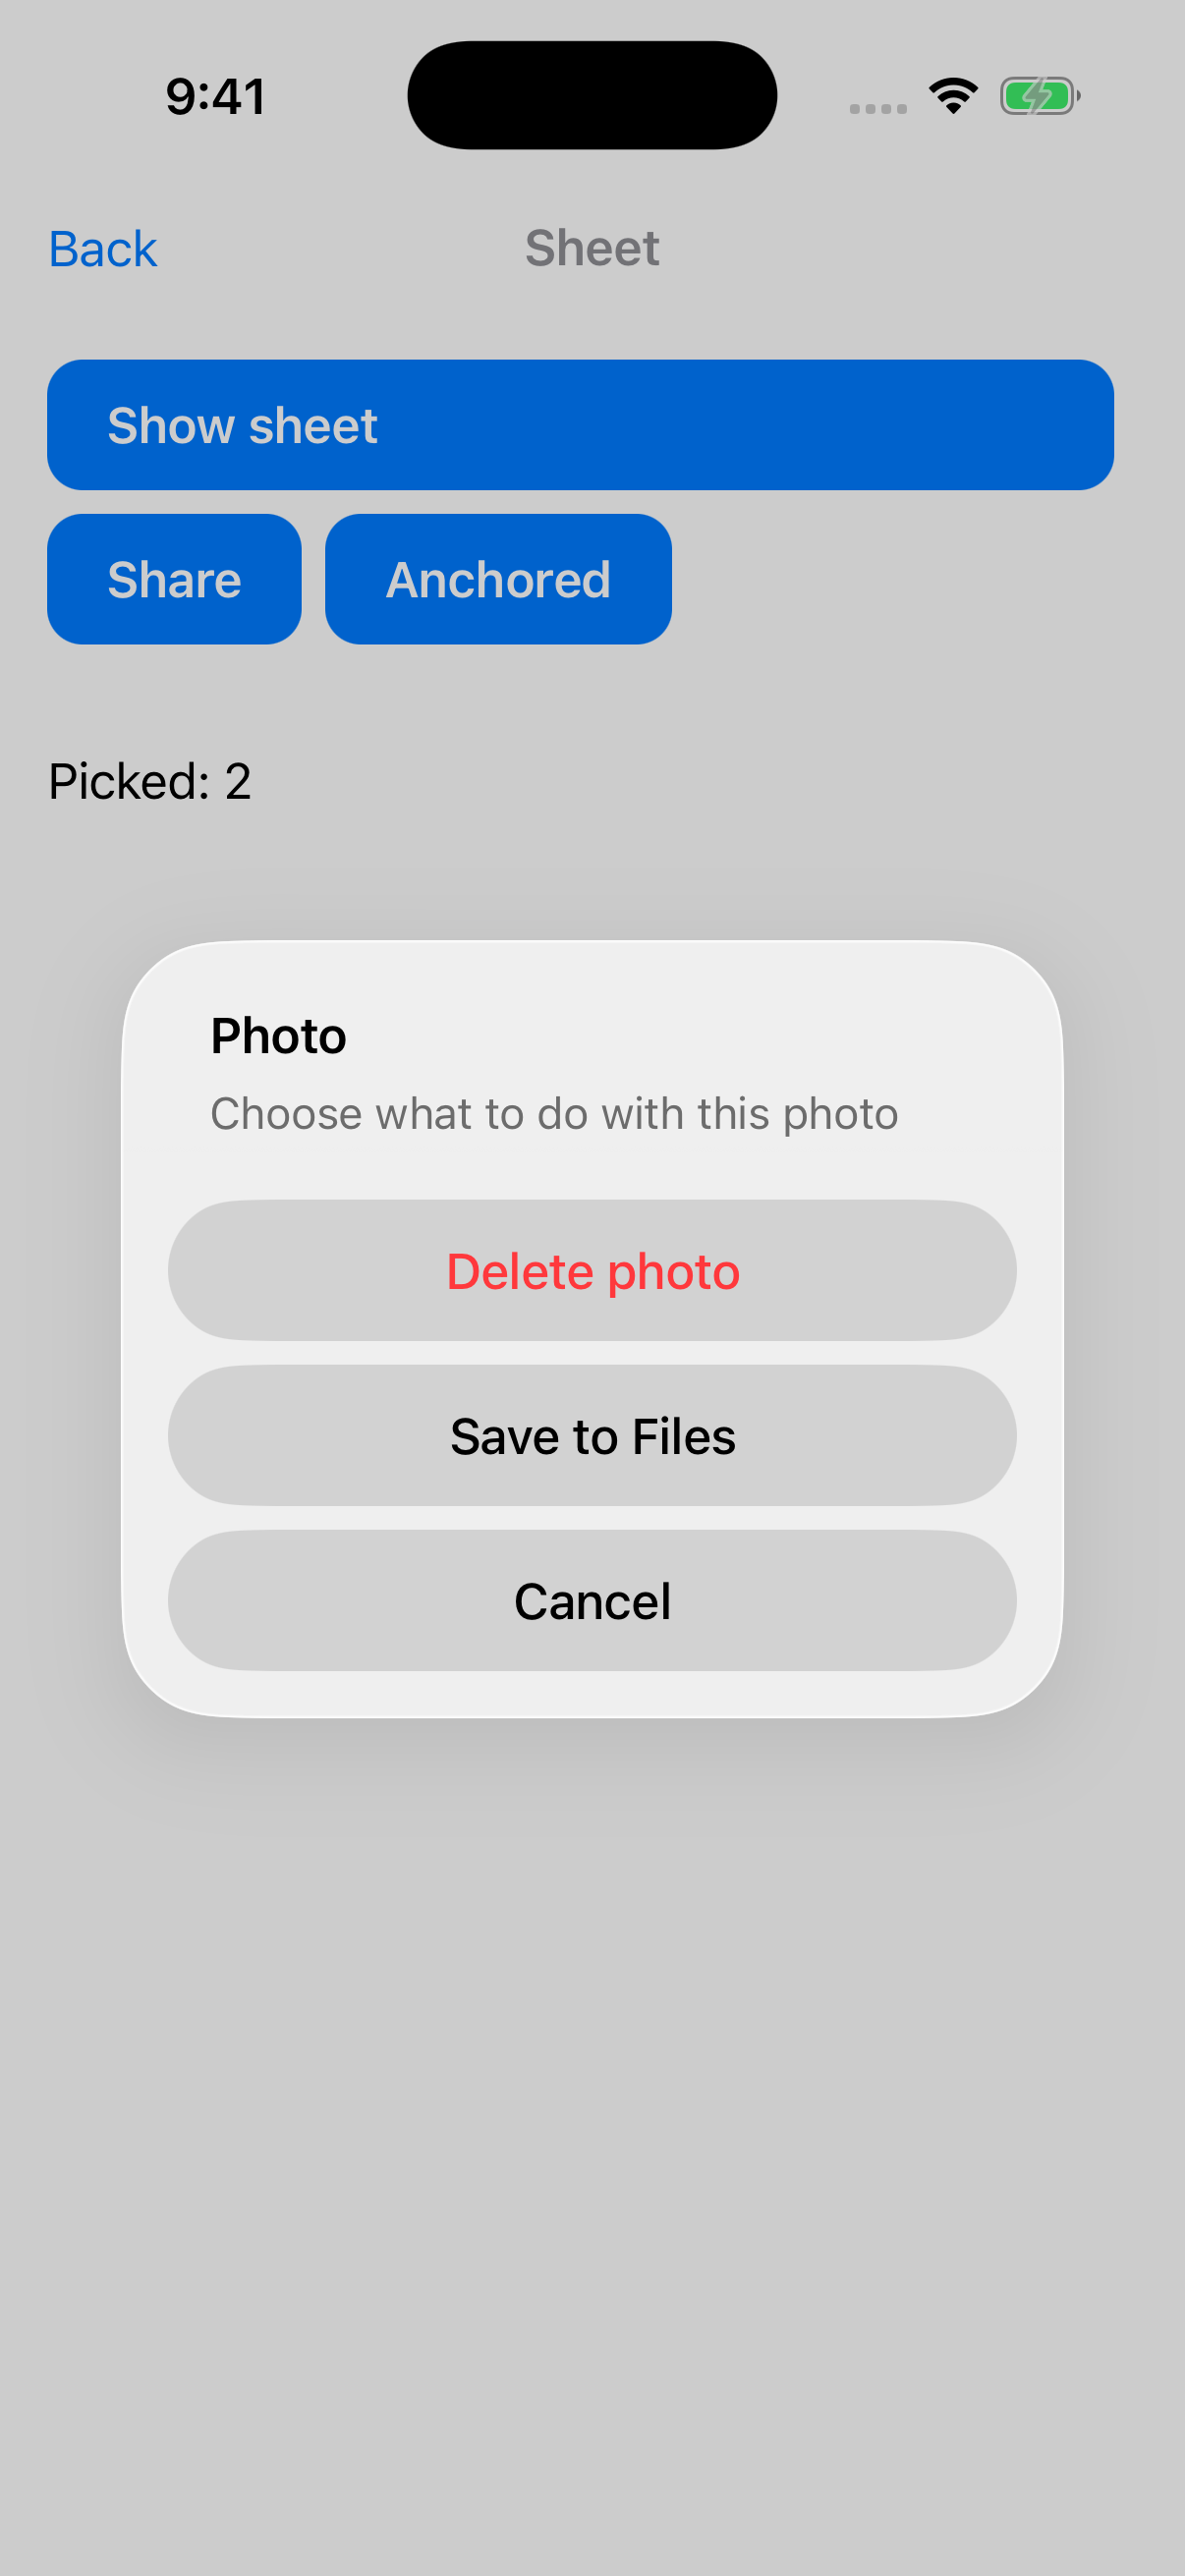 9:41
Back
Sheet
Show sheet
Share
Anchored
Picked: 2
Photo
Choose what to do with this photo
Delete photo
Save to Files
Cancel